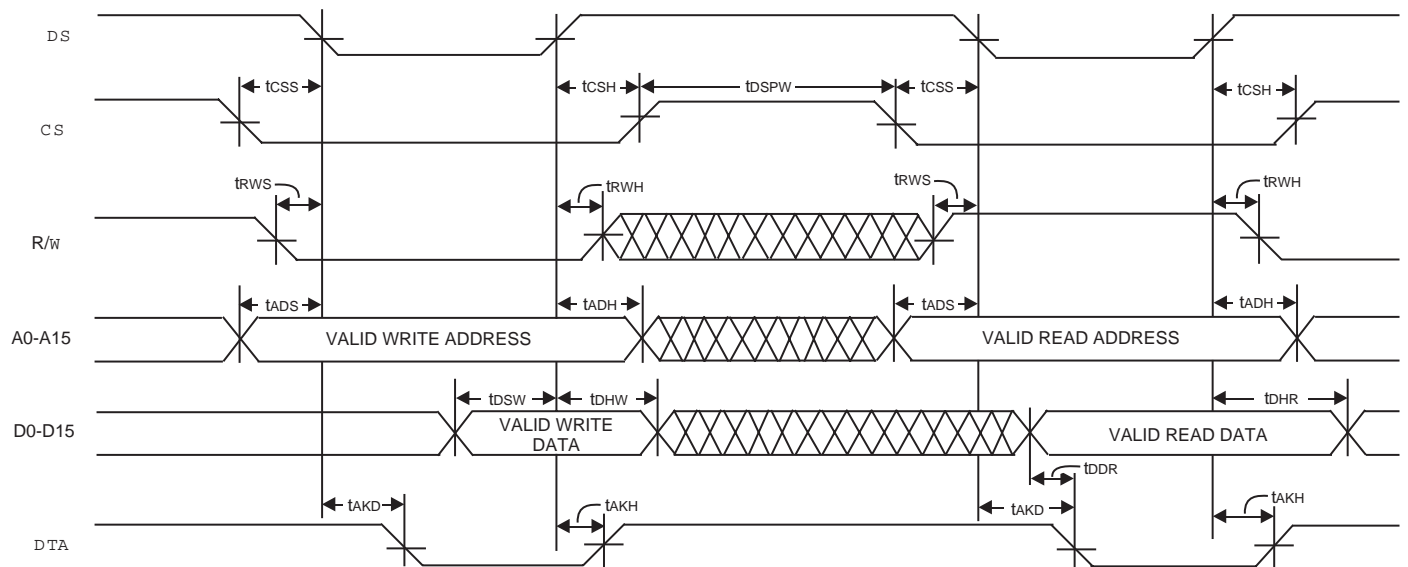 DS
tCSS tCSH tDSPW tCSS tCSH
CS
tRWS tRWH tRWS tRWH
R/W
tADS tADH tADS tADH
A0-A15 VALID WRITE ADDRESS VALID READ ADDRESS
tDSW tDHW tDHR
D0-D15 VALID WRITE DATA VALID READ DATA
tDDR
tAKD tAKH tAKD tAKH
DTA